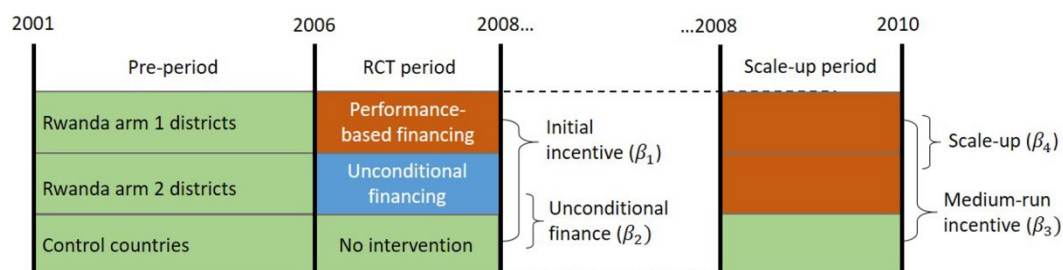 2001 2006 2008... ...2008 2010
Pre-period RCT period Scale-up period
Rwanda arm 1 districts
Performance-
based financing
Rwanda arm 2 districts
Unconditional
financing
Control countries
No intervention
Initial
incentive (β₁)
Unconditional
finance (β₂)
Scale-up (β₄)
Medium-run
incentive (β₃)